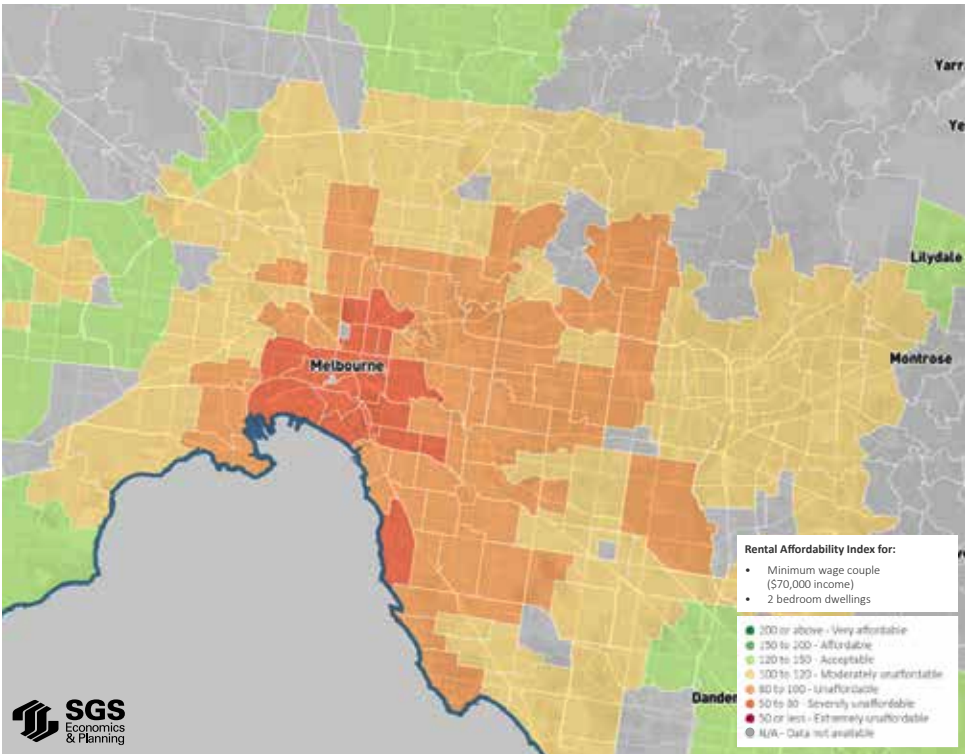 Yarr
Ye
Lilydale
Montrose
Melbourne
Danden
Rental Affordability Index for:
• Minimum wage couple
($70,000 income)
• 2 bedroom dwellings
200 or above - Very affordable
150 to 200 - Affordable
120 to 150 - Acceptable
100 to 120 - Moderately unaffordable
80 to 100 - Unaffordable
50 to 80 - Severely unaffordable
50 or less - Extremely unaffordable
N/A - Data not available
SGS
Economics
& Planning